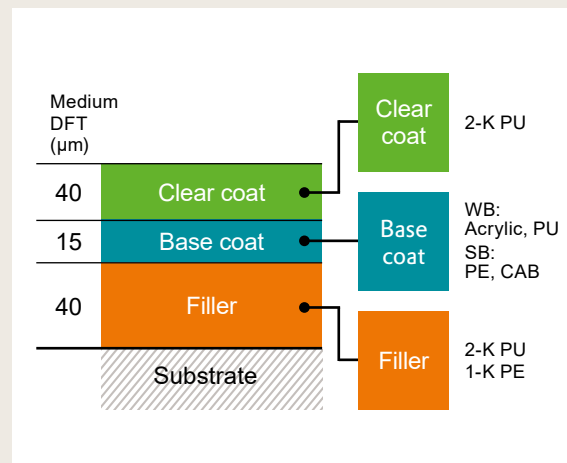 Medium
DFT
(µm)
40
Clear coat
15
Base coat
40
Filler
Substrate
Clear
coat
2-K PU
Base
coat
WB:
Acrylic, PU
SB:
PE, CAB
Filler
2-K PU
1-K PE